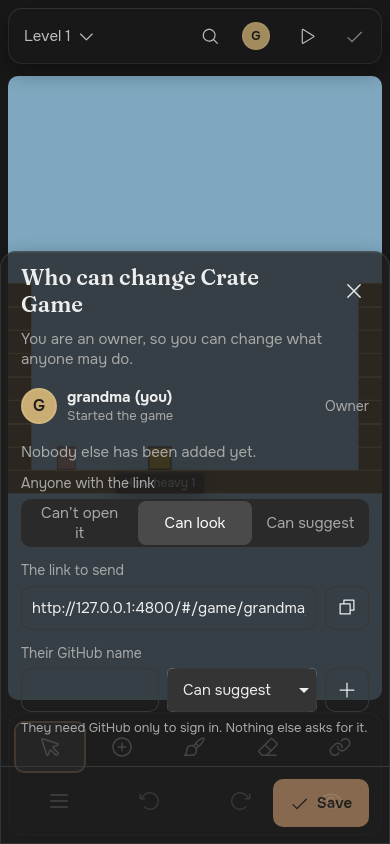 Level 1
G
Who can change Crate
Game
You are an owner, so you can change what
anyone may do.
G
grandma (you)
Started the game
Owner
Nobody else has been added yet.
Anyone with the link
heavy 1
Can't open
it
Can look
Can suggest
The link to send
http://127.0.0.1:4800/#/game/grandma
Their GitHub name
Can suggest
They need GitHub only to sign in. Nothing else asks for it.
Save